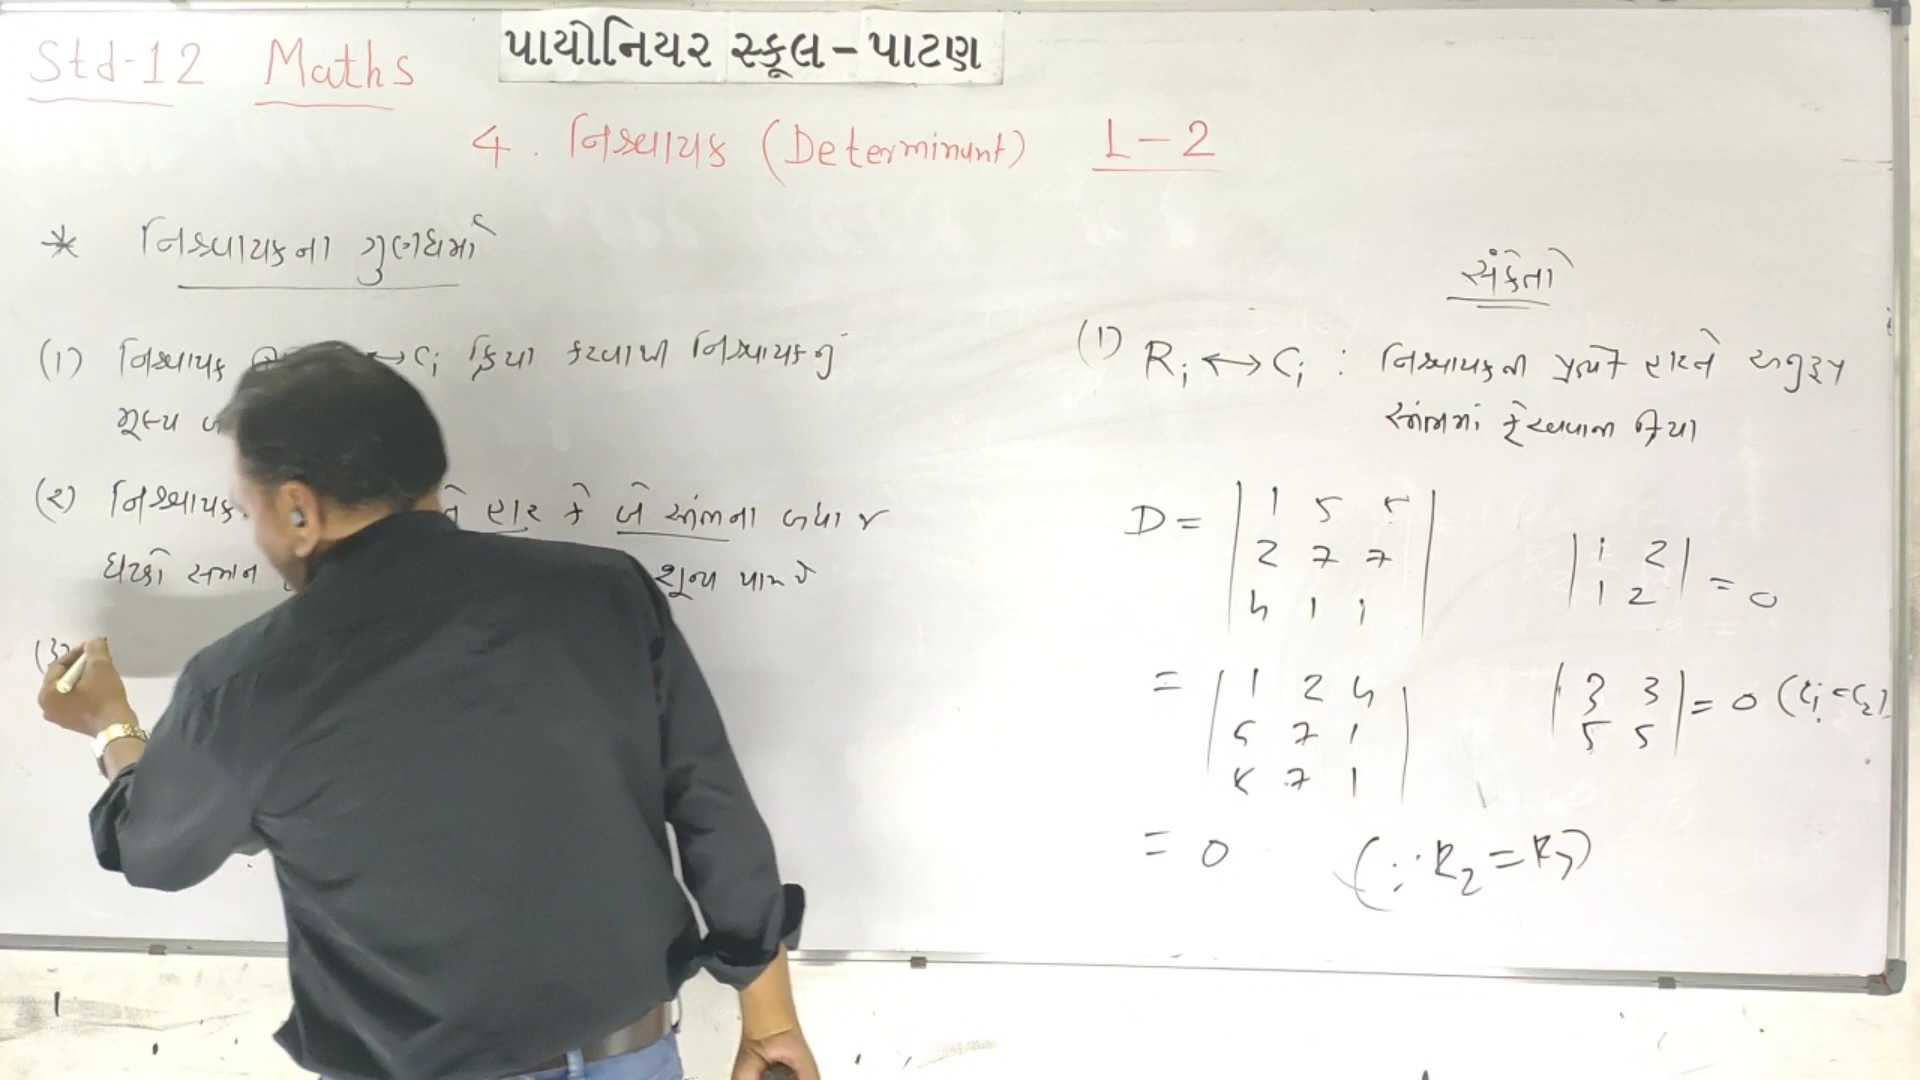 Std-12 Maths
પાયોનિયર સ્કૂલ - પાટણ
4. નિશ્ચાયક (Determinant) L-2
* નિશ્ચાયકના ગુણધર્મો
(1) નિશ્ચાયક ↔ Ci ક્રિયા કરવાથી નિશ્ચાયકનું
મૂલ્ય
(2) નિશ્ચાયક હાર કે બે સ્તંભના બધા જ
ઘટકો સમાન શૂન્ય થાય છે
(3)
સંકેતો
(1) Ri ↔ Ci : નિશ્ચાયકની પ્રત્યેક હારને અનુરૂપ
સ્તંભમાં ફેરવવાની ક્રિયા
D = | 1 5 5 |
| 2 7 7 |
| 4 1 1 |
= | 1 2 4 |
| 5 7 1 |
| 5 7 1 |
= 0 (∵ R2 = R3)
| 1 2 |
| 1 2 | = 0
| 3 3 |
| 5 5 | = 0 (C1 = C2)